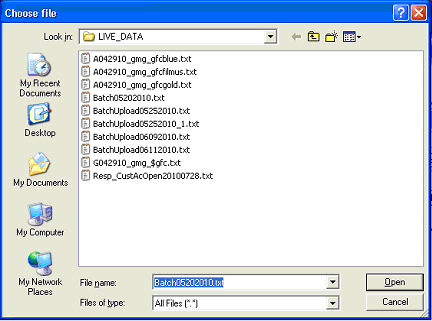 Choose file
Look in: LIVE_DATA
My Recent Documents
Desktop
My Documents
My Computer
My Network Places
A042910_gmg_gfcblue.txt
A042910_gmg_gfcfilmus.txt
A042910_gmg_gfcgold.txt
Batch05202010.txt
BatchUpload05252010.txt
BatchUpload05252010_1.txt
BatchUpload06092010.txt
BatchUpload06112010.txt
G042910_gmg_$gfc.txt
Resp_CustAcOpen20100728.txt
File name: Batch05202010.txt Open
Files of type: All Files (*.*) Cancel